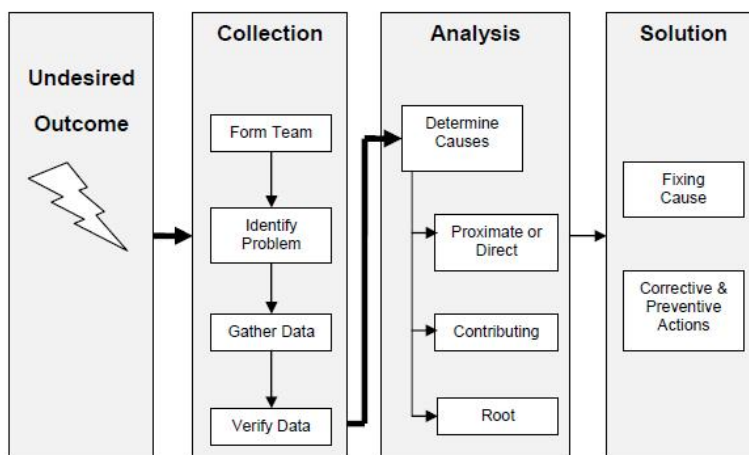 Undesired
Outcome
Collection
Form Team
Identify
Problem
Gather Data
Verify Data
Analysis
Determine
Causes
Proximate or
Direct
Contributing
Root
Solution
Fixing
Cause
Corrective &
Preventive
Actions